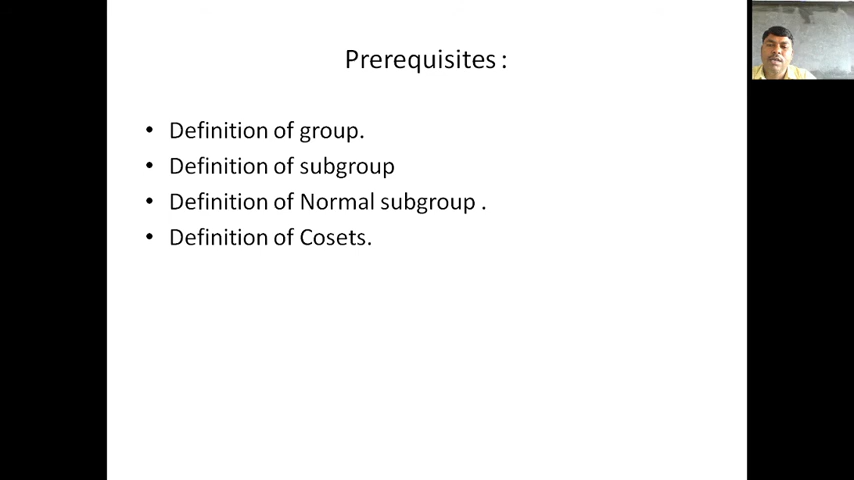 Prerequisites :
• Definition of group.
• Definition of subgroup
• Definition of Normal subgroup .
• Definition of Cosets.